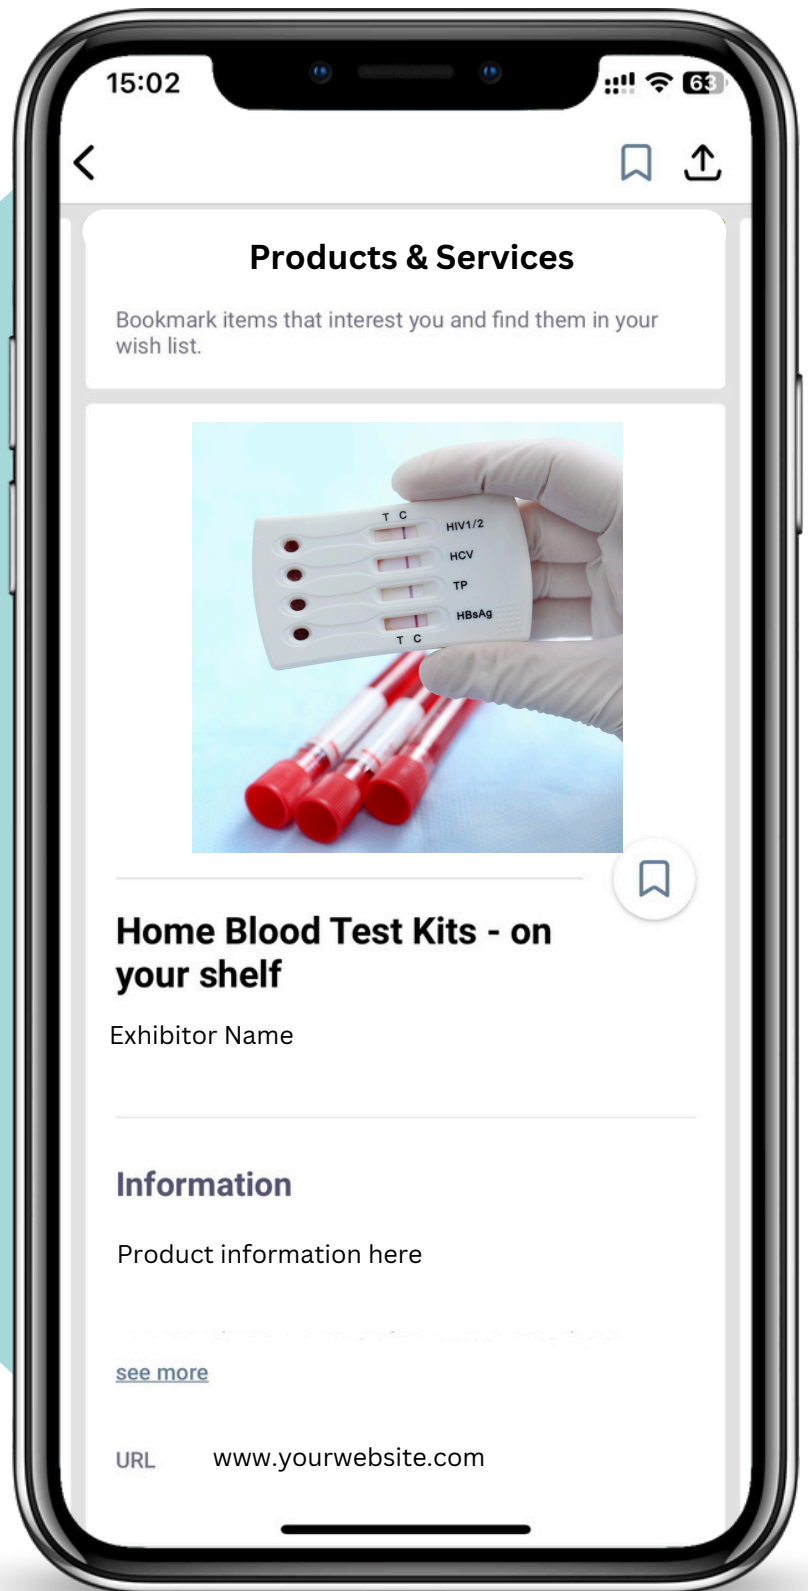 15:02
63
Products & Services
Bookmark items that interest you and find them in your
wish list.
T C
HIV1/2
HCV
TP
HBsAg
T C
Home Blood Test Kits - on
your shelf
Exhibitor Name
Information
Product information here
see more
URL www.yourwebsite.com